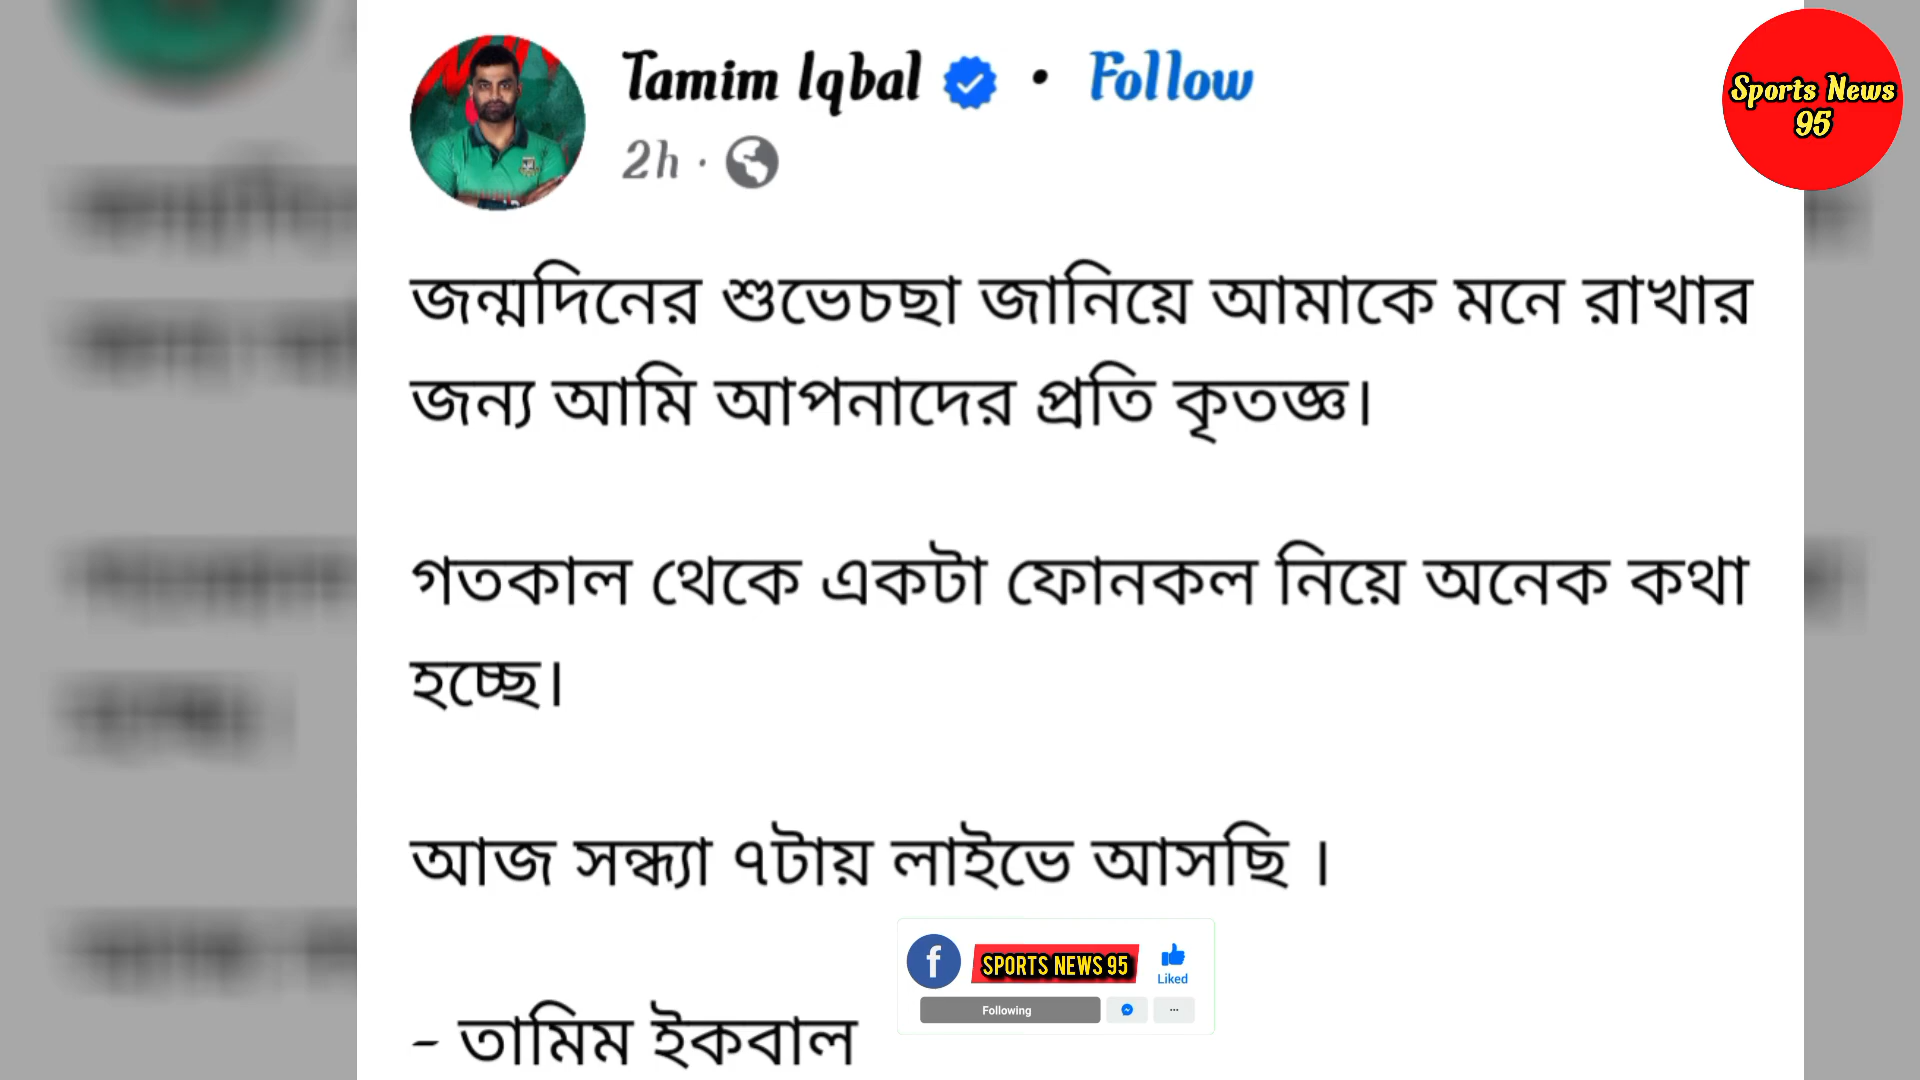 Tamim Iqbal • Follow
2h ·
Sports News
95
জন্মদিনের শুভেচছা জানিয়ে আমাকে মনে রাখার
জন্য আমি আপনাদের প্রতি কৃতজ্ঞ।
গতকাল থেকে একটা ফোনকল নিয়ে অনেক কথা
হচ্ছে।
আজ সন্ধ্যা ৭টায় লাইভে আসছি ।
- তামিম ইকবাল
f SPORTS NEWS 95 Liked
Following ...